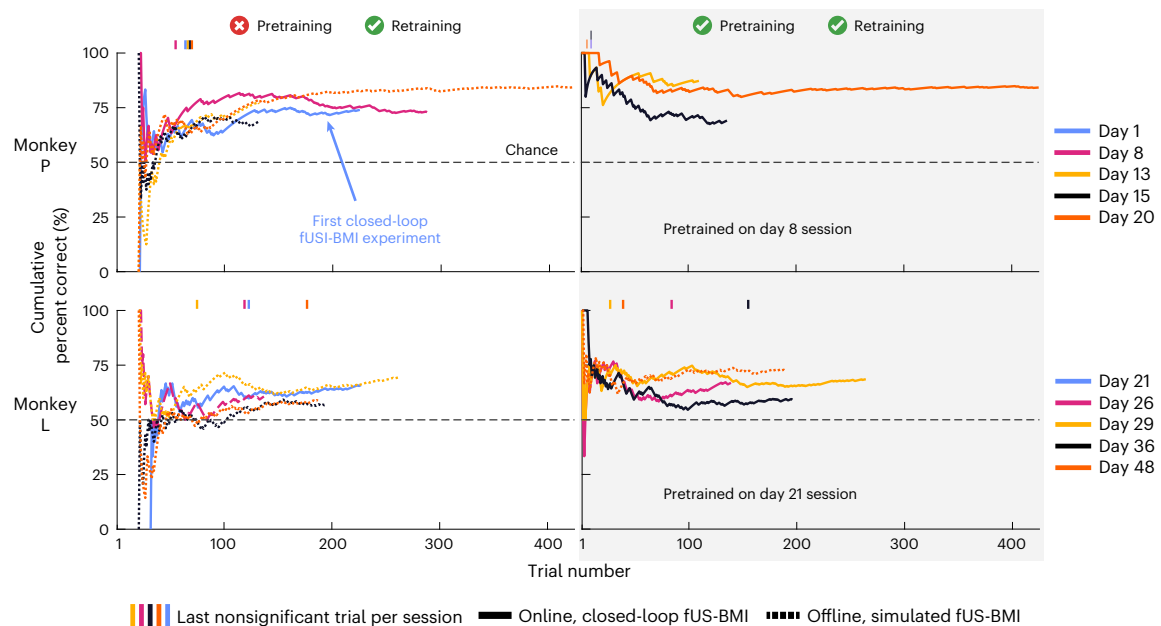 Pretraining
Retraining
Pretraining
Retraining
Monkey
P
Cumulative
percent correct (%)
100
75
50
25
0
Chance
First closed-loop
fUSI-BMI experiment
Pretrained on day 8 session
Day 1
Day 8
Day 13
Day 15
Day 20
Monkey
L
100
75
50
25
0
1
100
200
300
400
1
100
200
300
400
Pretrained on day 21 session
Day 21
Day 26
Day 29
Day 36
Day 48
Trial number
Last nonsignificant trial per session
Online, closed-loop fUS-BMI
Offline, simulated fUS-BMI